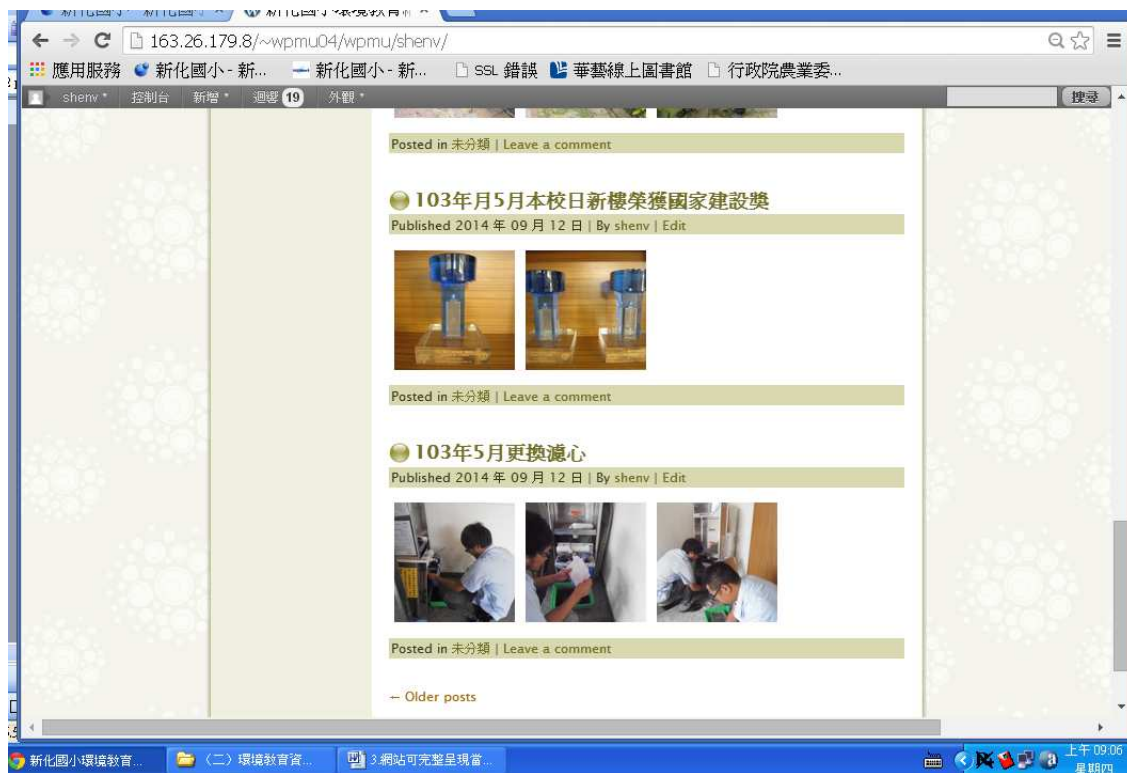 新化國小環境教育
163.26.179.8/~wpmu04/wpmu/shenv/
應用服務 新化國小 - 新... 新化國小 - 新... SSL 錯誤 華藝線上圖書館 行政院農業委...
shenv 控制台 新增 迴響 19 外觀 搜尋
Posted in 未分類 | Leave a comment
103年月5月本校日新樓榮獲國家建設獎
Published 2014 年 09 月 12 日 | By shenv | Edit
Posted in 未分類 | Leave a comment
103年5月更換濾心
Published 2014 年 09 月 12 日 | By shenv | Edit
Posted in 未分類 | Leave a comment
← Older posts
新化國小環境教育... (二) 環境教育資... 3.網站可完整呈現當... 上午 09:06
星期四